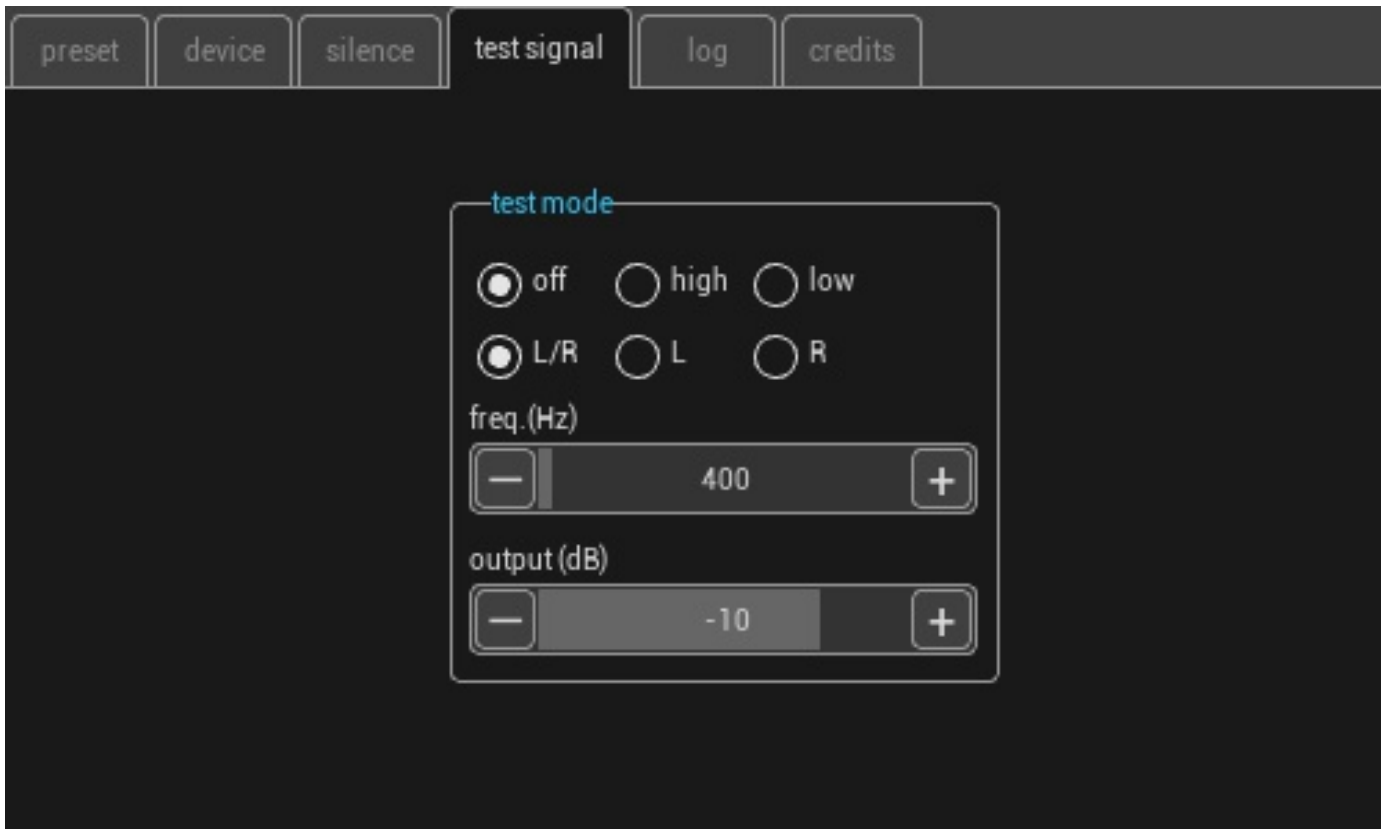 preset device silence test signal log credits
test mode
off high low
L/R L R
freq.(Hz)
− 400 +
output (dB)
− -10 +